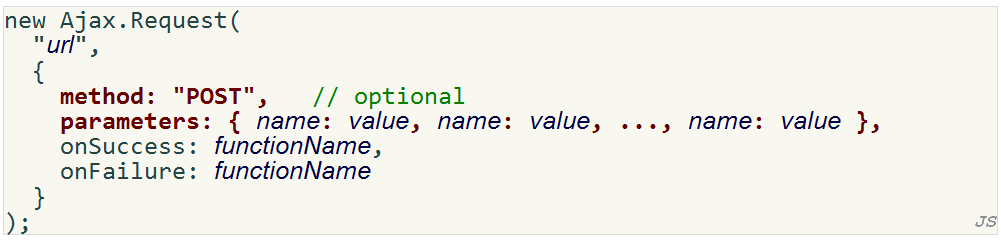 new Ajax.Request(
  "url",
  {
    method: "POST",   // optional
    parameters: { name: value, name: value, ..., name: value },
    onSuccess: functionName,
    onFailure: functionName
  }
);
JS